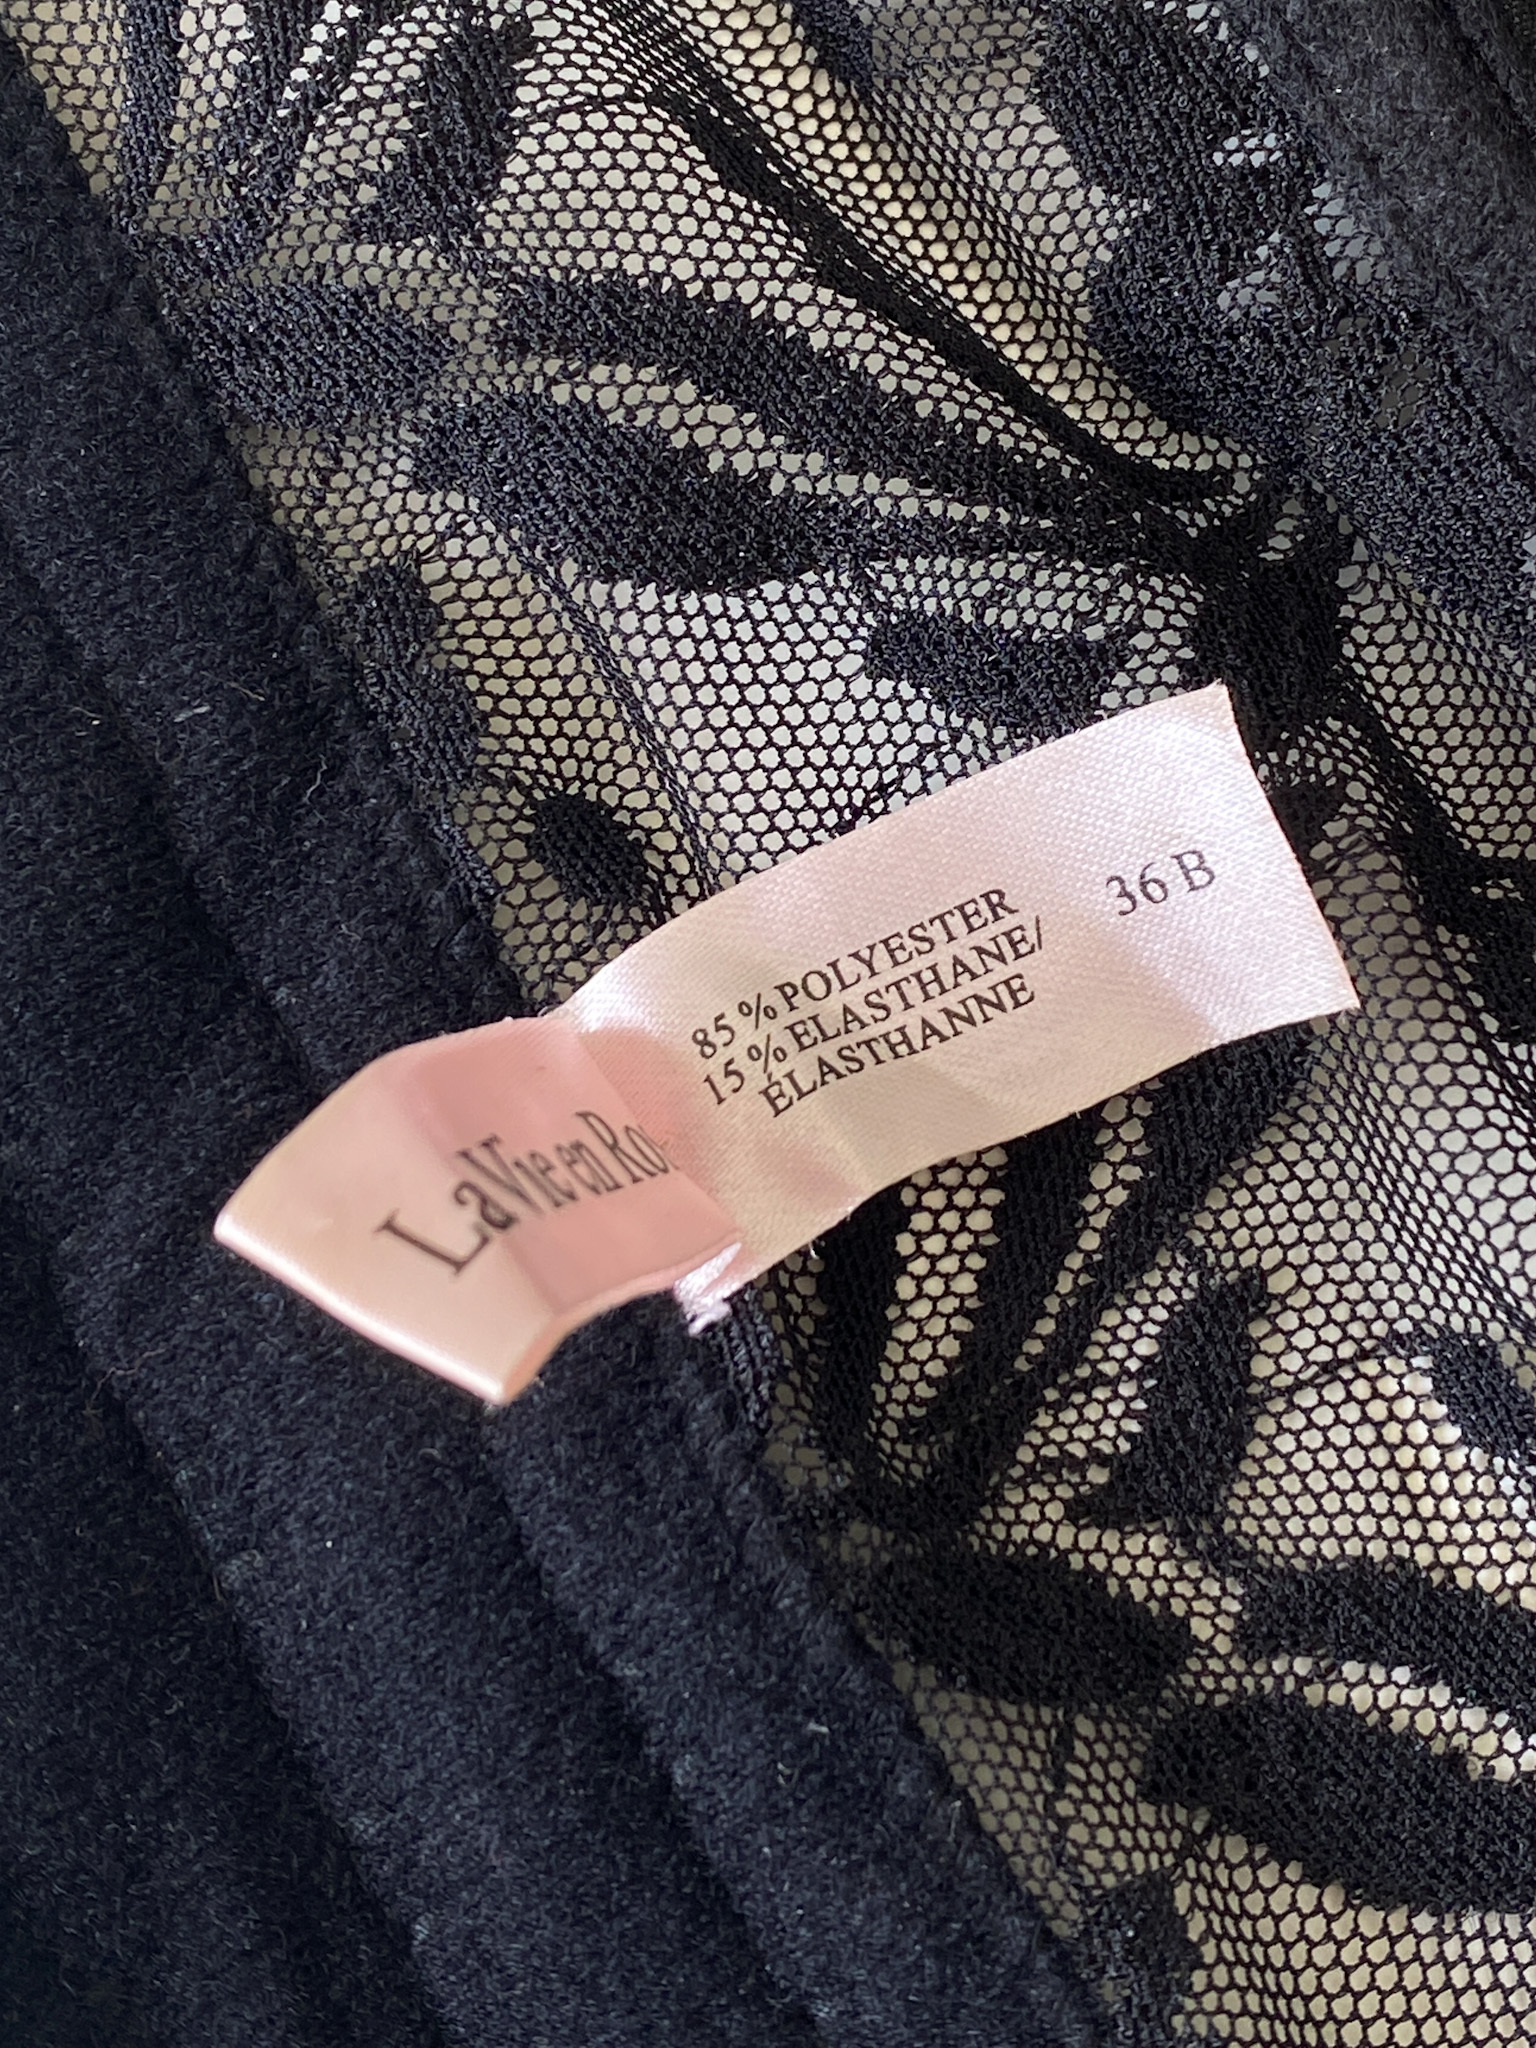 La Vie en Ro
85 % POLYESTER
15 % ELASTHANE/
ÉLASTHANNE
36 B